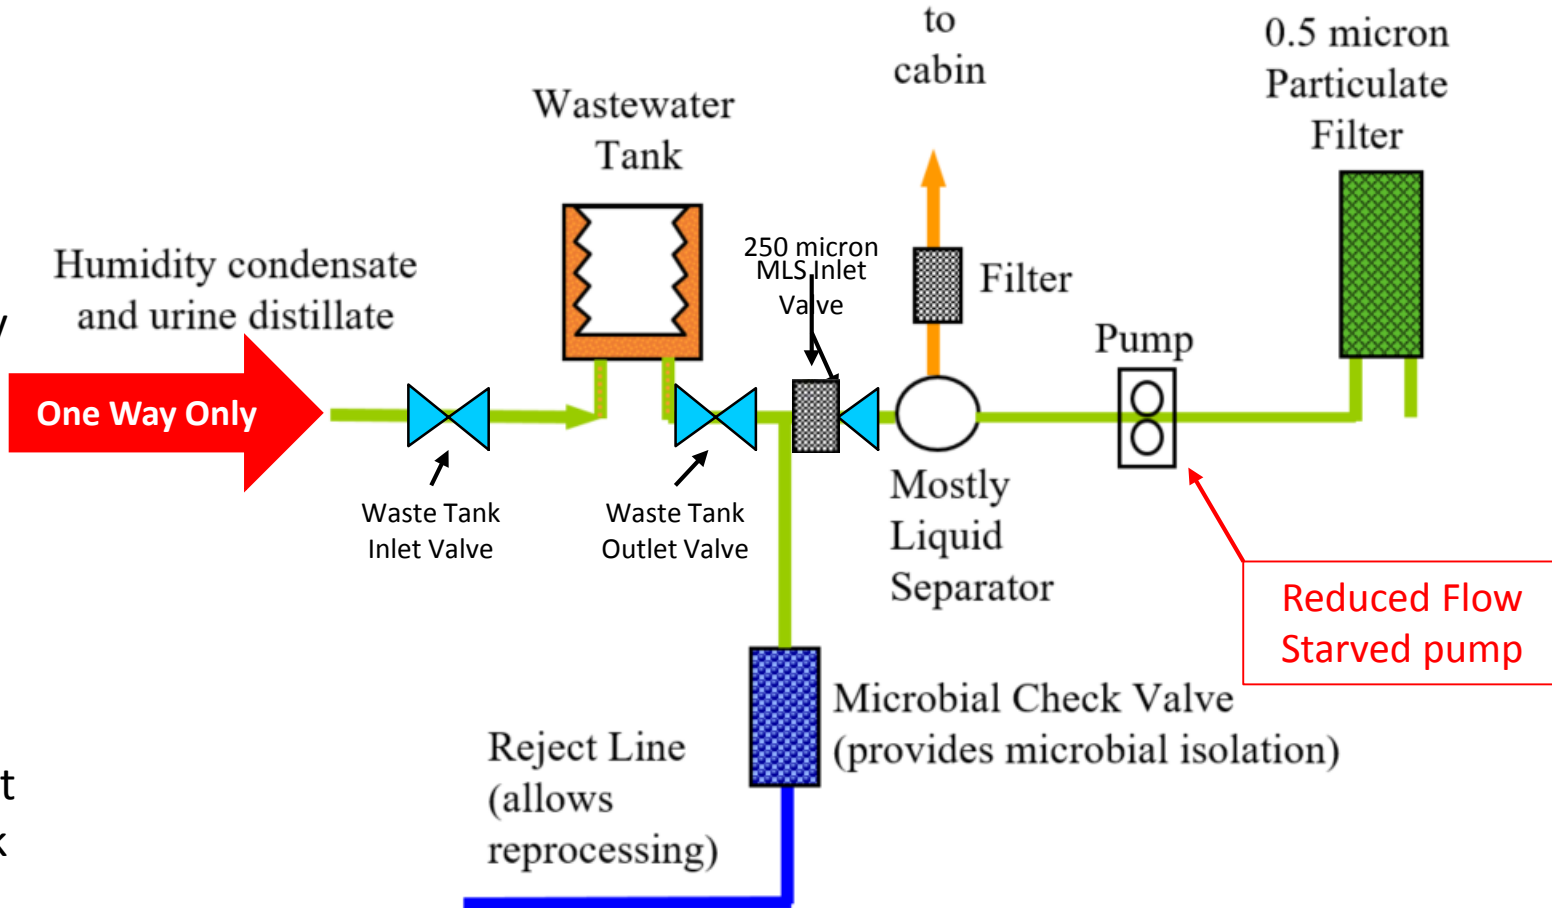 to
cabin
0.5 micron
Particulate
Filter
Wastewater
Tank
250 micron
MLS Inlet
Valve
Humidity condensate
and urine distillate
Filter
Pump
y
One Way Only
Waste Tank
Inlet Valve
Waste Tank
Outlet Valve
Mostly
Liquid
Separator
Reduced Flow
Starved pump
Microbial Check Valve
(provides microbial isolation)
Reject Line
(allows
reprocessing)
t
k